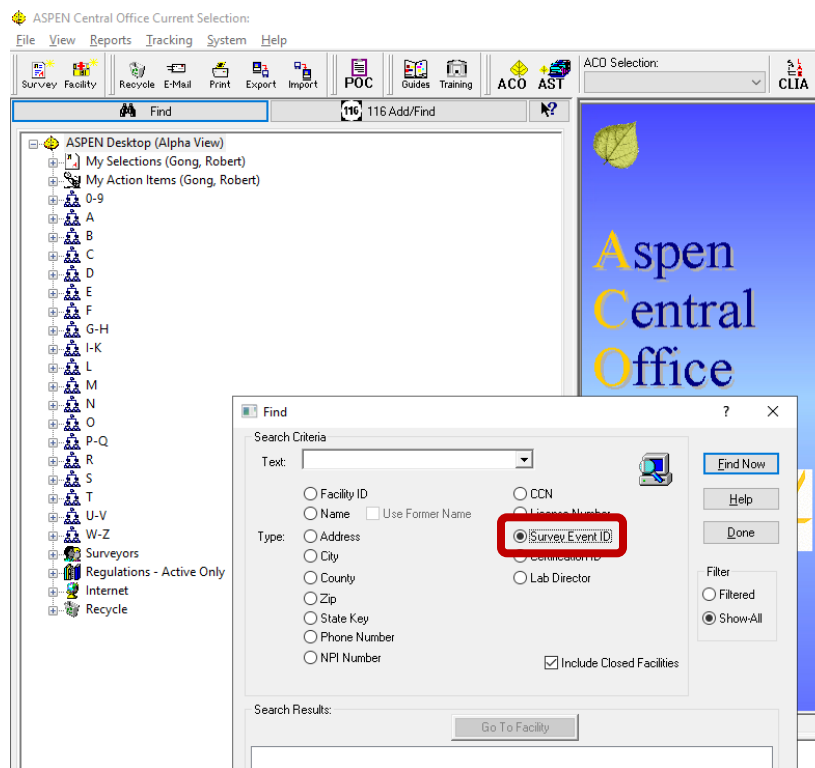 ASPEN Central Office Current Selection:
File View Reports Tracking System Help
Survey Facility Recycle E-Mail Print Export Import POC Guides Training ACO AST ACO Selection: CLIA
Find 116 116 Add/Find
ASPEN Desktop (Alpha View)
My Selections (Gong, Robert)
My Action Items (Gong, Robert)
0-9
A
B
C
D
E
F
G-H
I-K
L
M
N
O
P-Q
R
S
T
U-V
W-Z
Surveyors
Regulations - Active Only
Internet
Recycle
Aspen
Central
Office
Find ? X
Search Criteria
Text:
Find Now
Help
Done
Type:
Facility ID
Name Use Former Name
Address
City
County
Zip
State Key
Phone Number
NPI Number
CCN
License Number
Survey Event ID
Certification ID
Lab Director
Include Closed Facilities
Filter
Filtered
Show-All
Search Results:
Go To Facility